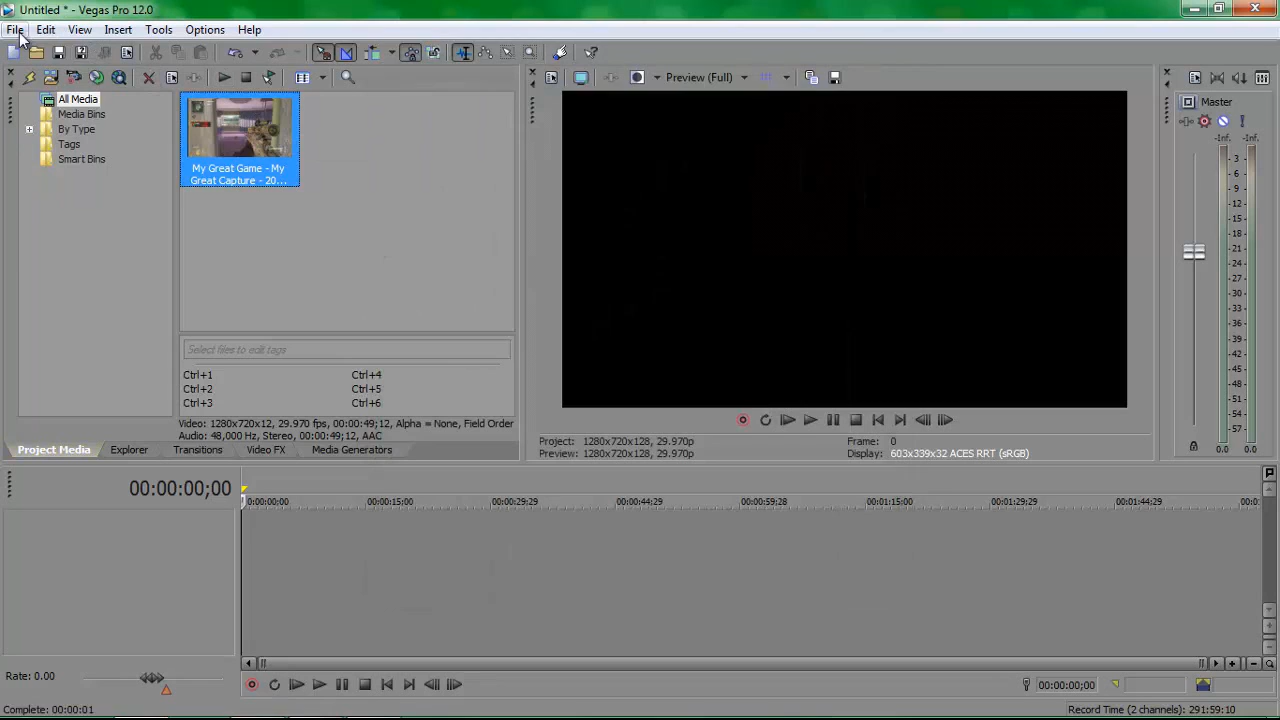 Untitled * - Vegas Pro 12.0
File Edit View Insert Tools Options Help
Preview (Full)
All Media
Media Bins
By Type
Tags
Smart Bins
My Great Game - My
Great Capture - 20...
Select files to edit tags
Ctrl+1 Ctrl+4
Ctrl+2 Ctrl+5
Ctrl+3 Ctrl+6
Video: 1280x720x12, 29.970 fps, 00:00:49;12, Alpha = None, Field Order
Audio: 48,000 Hz, Stereo, 00:00:49;12, AAC
Project Media Explorer Transitions Video FX Media Generators
Project: 1280x720x128, 29.970p
Preview: 1280x720x128, 29.970p
Frame: 0
Display: 603x339x32 ACES RRT (sRGB)
Master
-Inf. -Inf.
3
6
9
12
15
18
21
24
27
30
33
36
39
42
45
48
51
54
57
0.0 0.0
00:00:00;00
0:00:00;00 00:00:15;00 00:00:29;29 00:00:44;29 00:00:59;28 00:01:15;00 00:01:29;29 00:01:44;29 00:0
Rate: 0.00
00:00:00;00
Complete: 00:00:01
Record Time (2 channels): 291:59:10